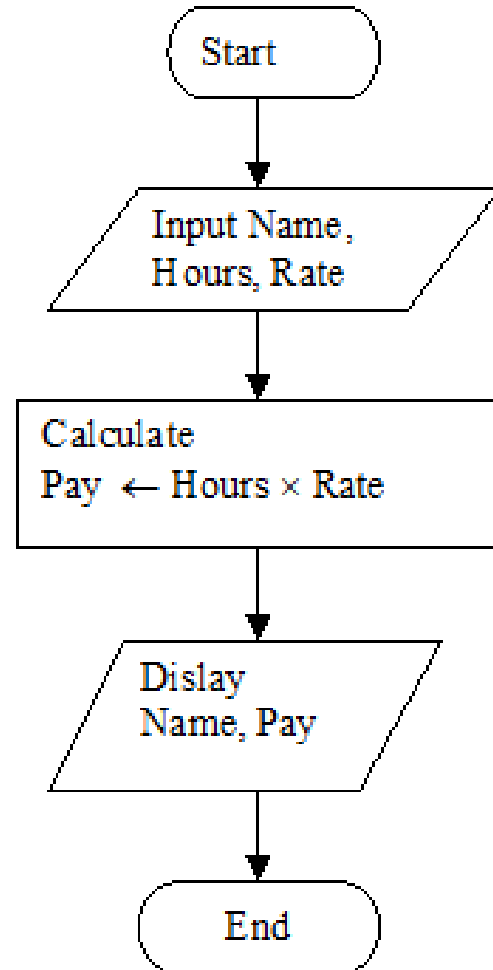 Start
Input Name,
Hours, Rate
Calculate
Pay ← Hours × Rate
Dislay
Name, Pay
End